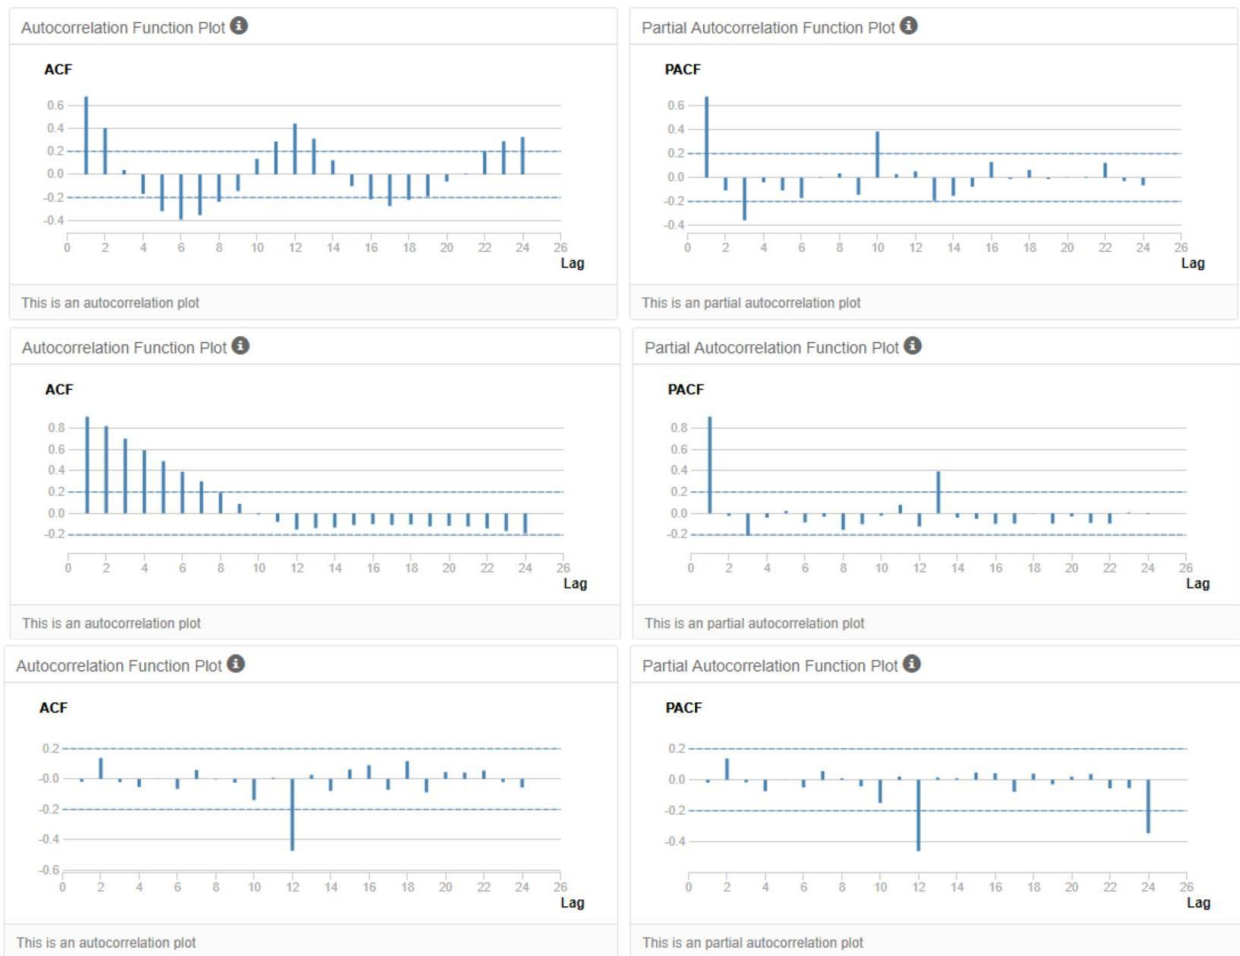 Autocorrelation Function Plot
ACF
0.6
0.4
0.2
0.0
-0.2
-0.4
0 2 4 6 8 10 12 14 16 18 20 22 24 26
Lag
This is an autocorrelation plot
Partial Autocorrelation Function Plot
PACF
0.6
0.4
0.2
0.0
-0.2
-0.4
0 2 4 6 8 10 12 14 16 18 20 22 24 26
Lag
This is an partial autocorrelation plot
Autocorrelation Function Plot
ACF
0.8
0.6
0.4
0.2
0.0
-0.2
0 2 4 6 8 10 12 14 16 18 20 22 24 26
Lag
This is an autocorrelation plot
Partial Autocorrelation Function Plot
PACF
0.8
0.6
0.4
0.2
0.0
-0.2
0 2 4 6 8 10 12 14 16 18 20 22 24 26
Lag
This is an partial autocorrelation plot
Autocorrelation Function Plot
ACF
0.2
-0.0
-0.2
-0.4
-0.6
0 2 4 6 8 10 12 14 16 18 20 22 24 26
Lag
This is an autocorrelation plot
Partial Autocorrelation Function Plot
PACF
0.2
0.0
-0.2
-0.4
0 2 4 6 8 10 12 14 16 18 20 22 24 26
Lag
This is an partial autocorrelation plot